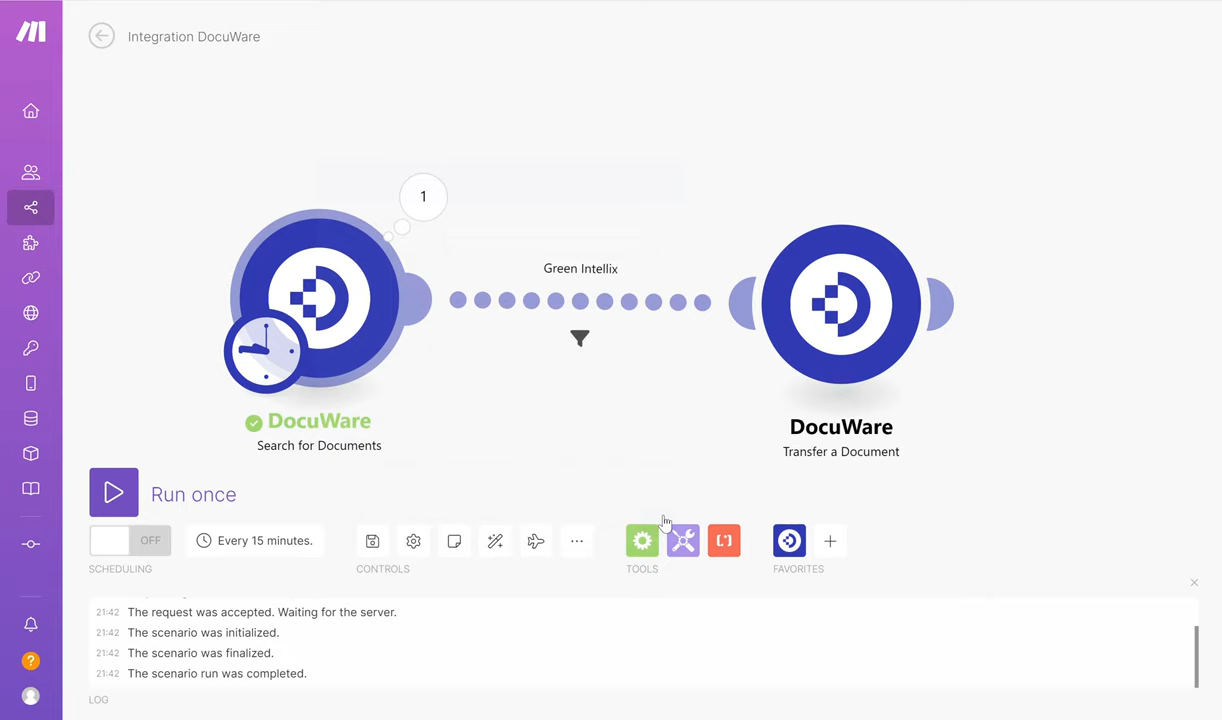 Integration DocuWare
1
Green Intellix
DocuWare
Search for Documents
DocuWare
Transfer a Document
Run once
OFF
Every 15 minutes.
SCHEDULING
CONTROLS
TOOLS
FAVORITES
21:42 The request was accepted. Waiting for the server.
21:42 The scenario was initialized.
21:42 The scenario was finalized.
21:42 The scenario run was completed.
LOG